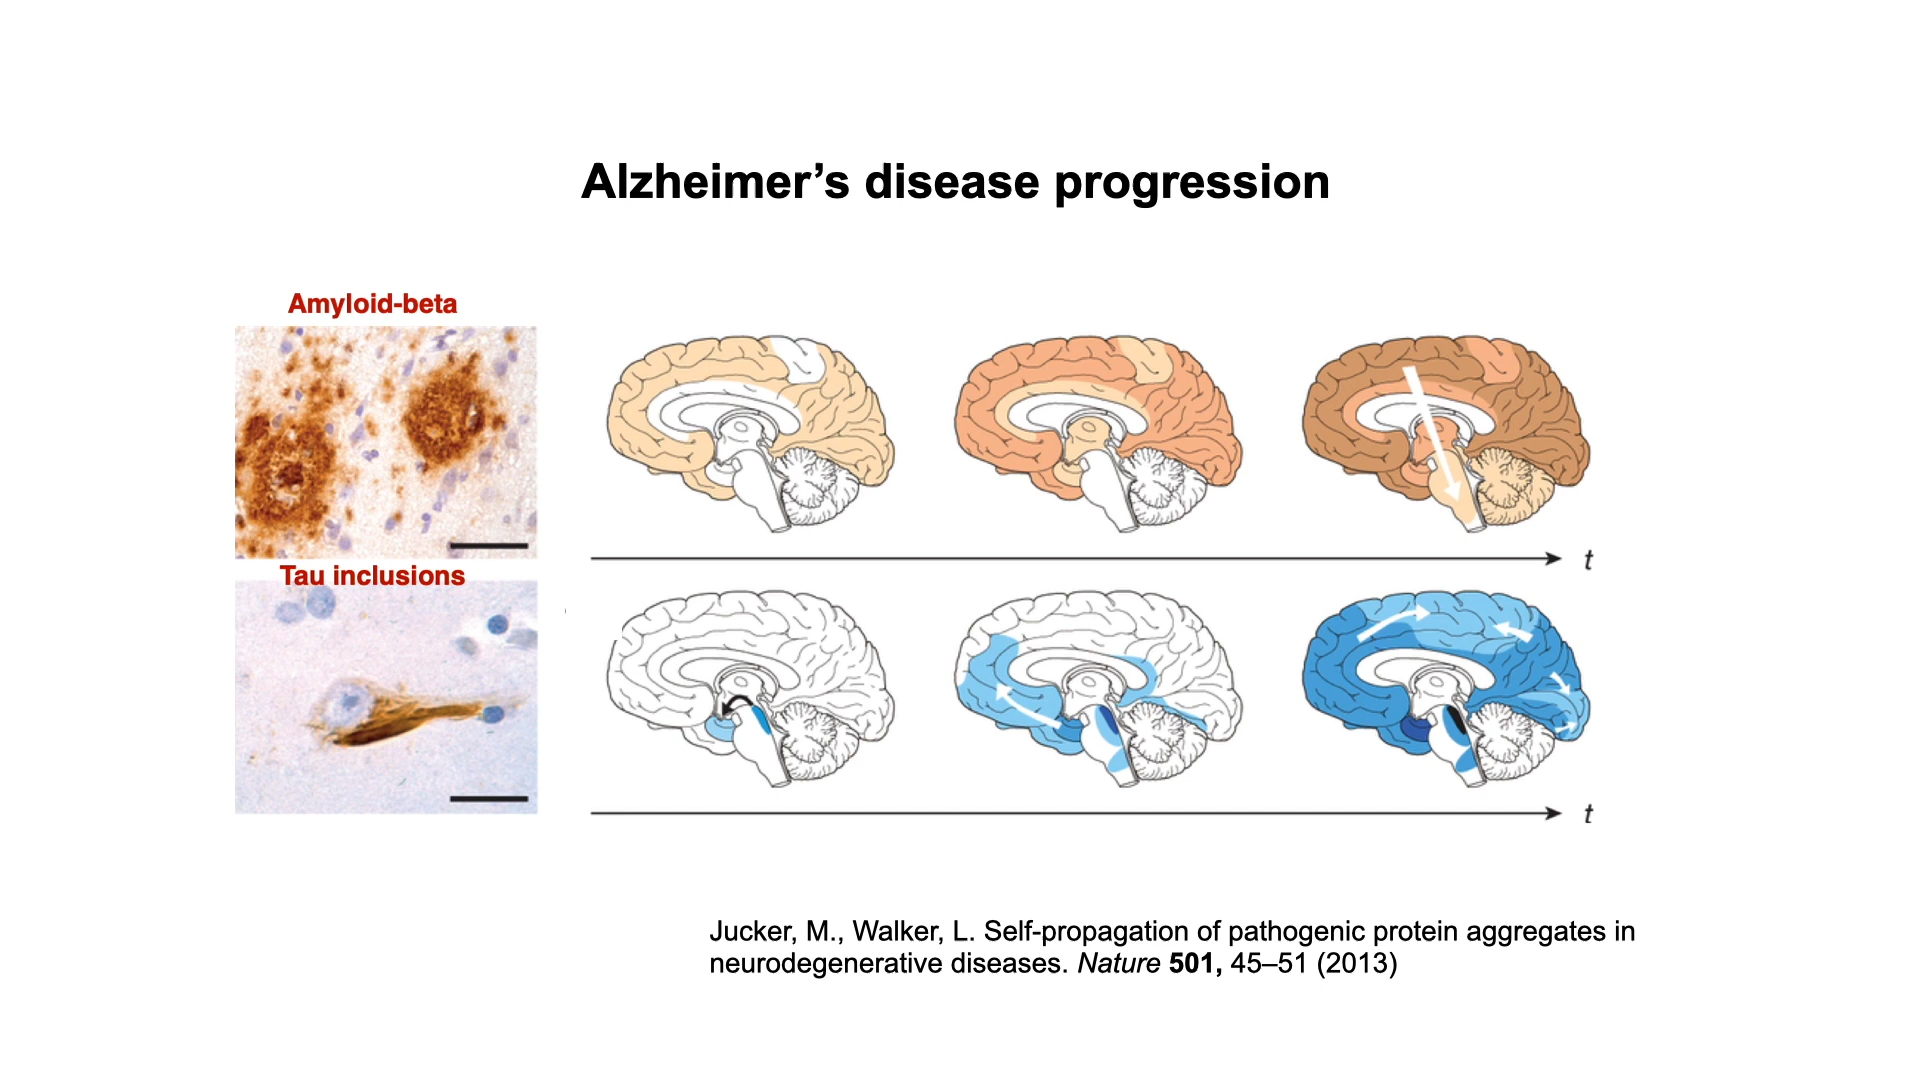 Alzheimer’s disease progression
Amyloid-beta
t
Tau inclusions
t
Jucker, M., Walker, L. Self-propagation of pathogenic protein aggregates in
neurodegenerative diseases. Nature 501, 45–51 (2013)